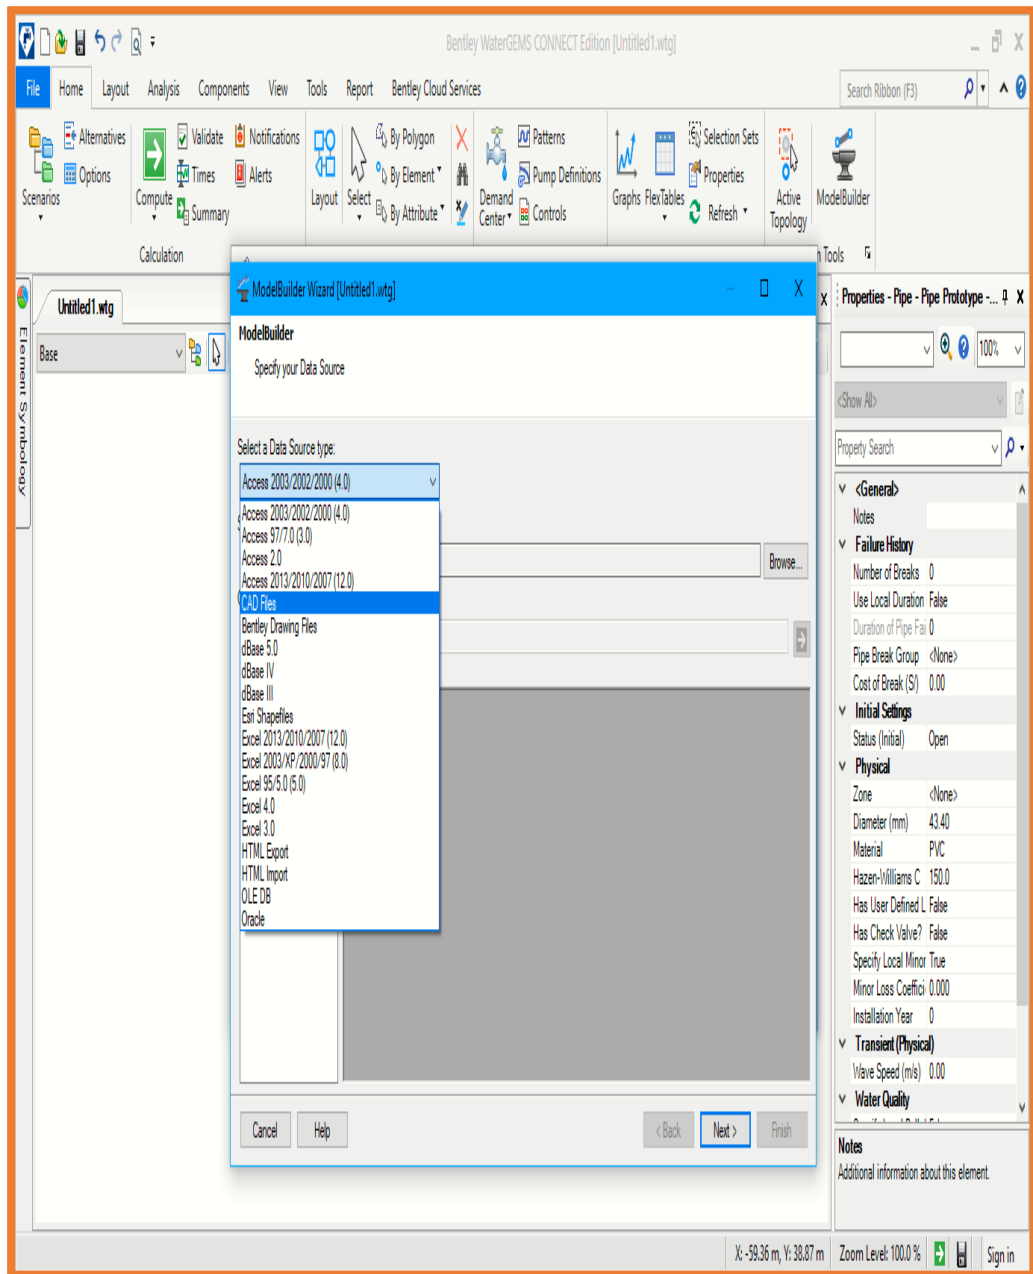 Bentley WaterGEMS CONNECT Edition [Untitled1.wtg]
File Home Layout Analysis Components View Tools Report Bentley Cloud Services
Search Ribbon (F3)
Scenarios
Alternatives
Options
Compute
Validate
Times
Summary
Notifications
Alerts
Calculation
Layout
Select
By Polygon
By Element
By Attribute
Demand
Center
Patterns
Pump Definitions
Controls
Graphs
FlexTables
Selection Sets
Properties
Refresh
Active
Topology
ModelBuilder
Tools
Element Symbology
Untitled1.wtg
Base
ModelBuilder Wizard [Untitled1.wtg]
ModelBuilder
Specify your Data Source
Select a Data Source type:
Access 2003/2002/2000 (4.0)
Access 2003/2002/2000 (4.0)
Access 97/7.0 (3.0)
Access 2.0
Access 2013/2010/2007 (12.0)
CAD Files
Bentley Drawing Files
dBase 5.0
dBase IV
dBase III
Esri Shapefiles
Excel 2013/2010/2007 (12.0)
Excel 2003/XP/2000/97 (8.0)
Excel 95/5.0 (5.0)
Excel 4.0
Excel 3.0
HTML Export
HTML Import
OLE DB
Oracle
Browse...
Cancel
Help
< Back
Next >
Finish
Properties - Pipe - Pipe Prototype -...
100%
<Show All>
Property Search
<General>
Notes
Failure History
Number of Breaks 0
Use Local Duration False
Duration of Pipe Fai 0
Pipe Break Group <None>
Cost of Break (S/) 0.00
Initial Settings
Status (Initial) Open
Physical
Zone <None>
Diameter (mm) 43.40
Material PVC
Hazen-Williams C 150.0
Has User Defined L False
Has Check Valve? False
Specify Local Minor True
Minor Loss Coeffici 0.000
Installation Year 0
Transient (Physical)
Wave Speed (m/s) 0.00
Water Quality
Notes
Additional information about this element.
X: -59.36 m, Y: 38.87 m
Zoom Level: 100.0 %
Sign in